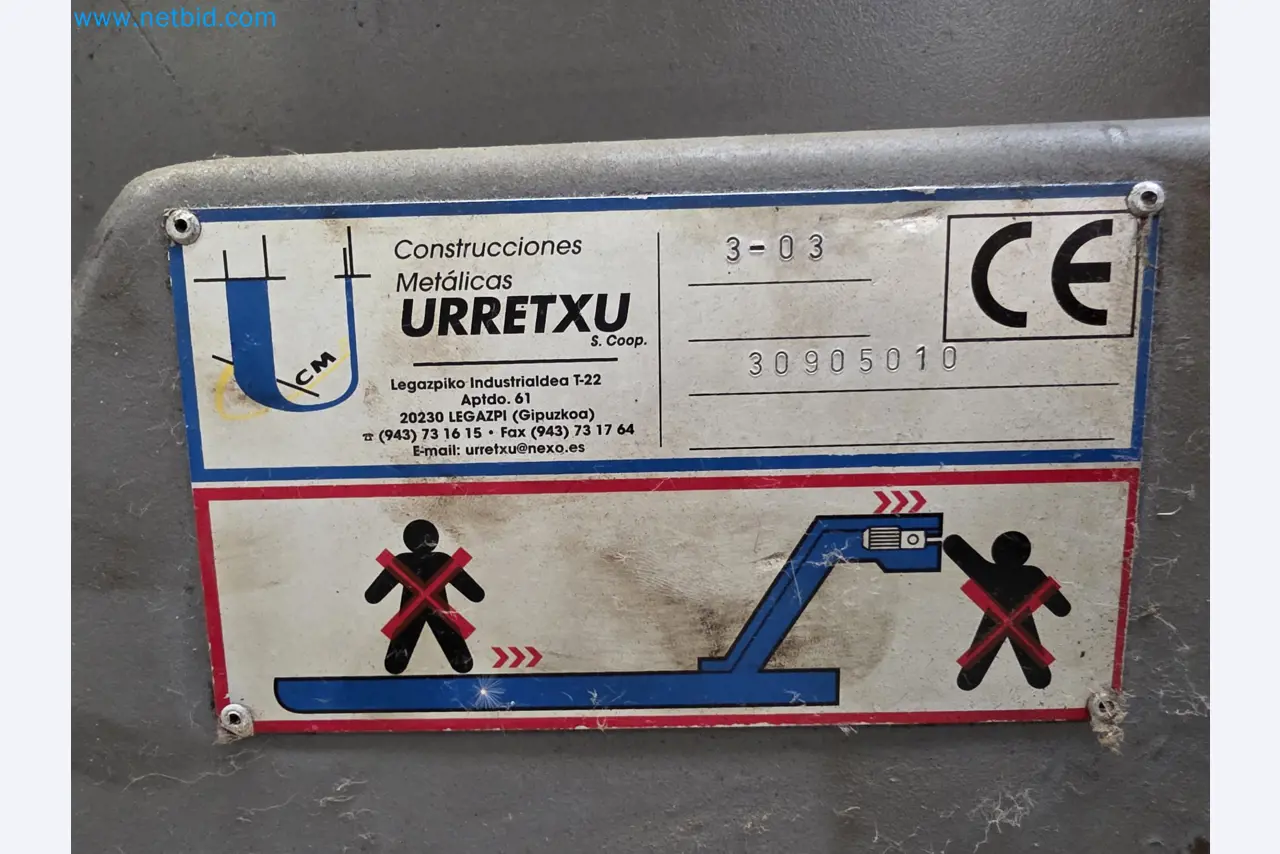 www.netbid.com
CM
Construcciones
Metálicas
URRETXU
S. Coop.
Legazpiko Industrialdea T-22
Aptdo. 61
20230 LEGAZPI (Gipuzkoa)
☎ (943) 73 16 15 • Fax (943) 73 17 64
E-mail: urretxu@nexo.es
3-03
30905010
CE